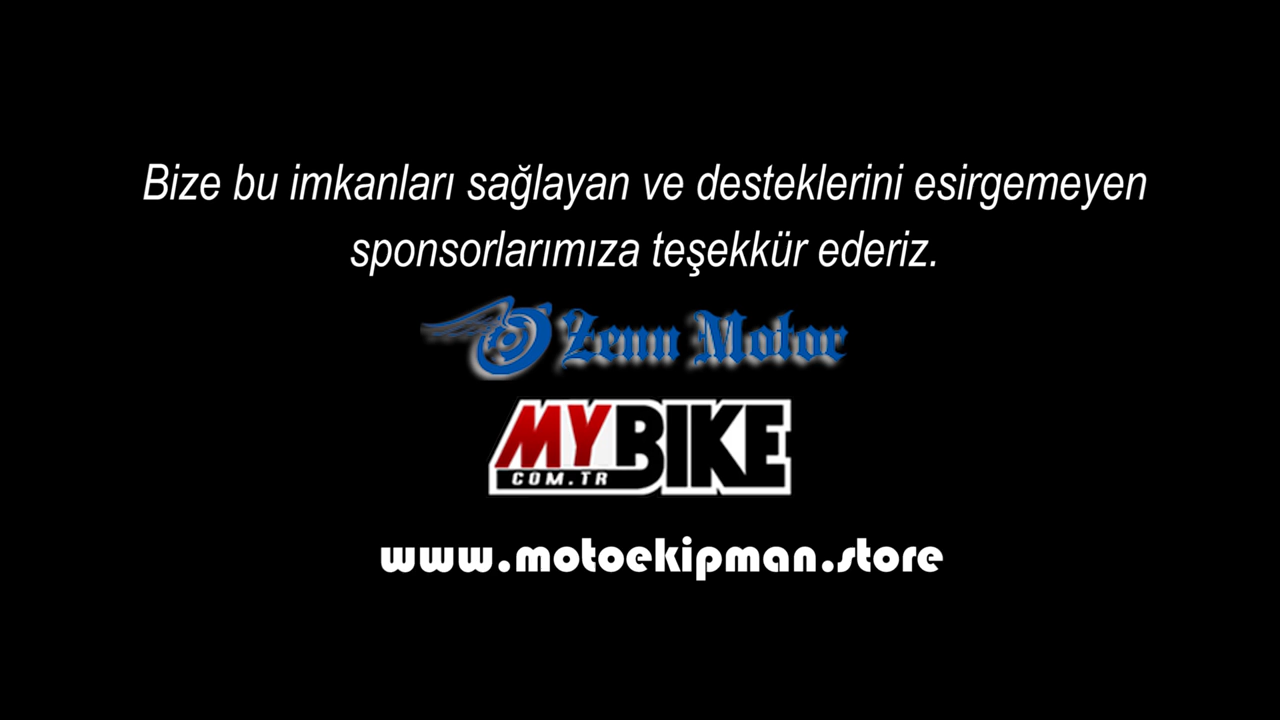 Bize bu imkanları sağlayan ve desteklerini esirgemeyen
sponsorlarımıza teşekkür ederiz.
Zenn Motor
MYBIKE
COM.TR
www.motoekipman.store